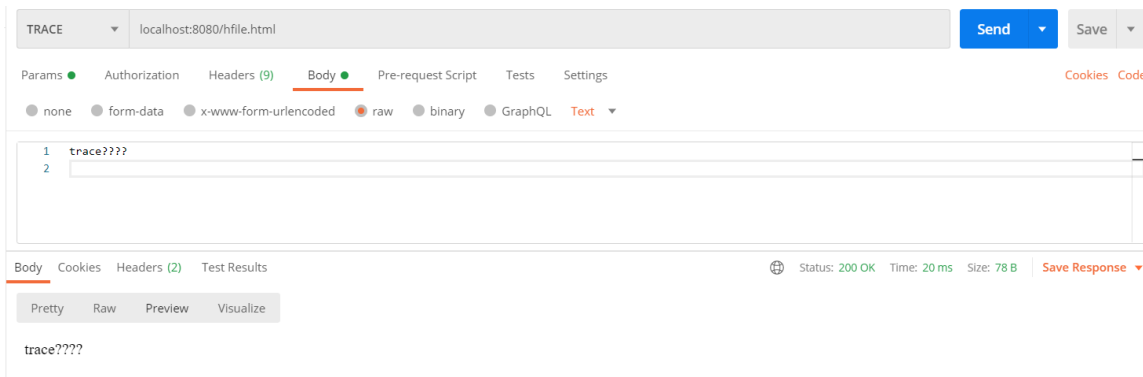 TRACE localhost:8080/hfile.html Send Save
Params Authorization Headers (9) Body Pre-request Script Tests Settings Cookies Code
none form-data x-www-form-urlencoded raw binary GraphQL Text
1 trace????
2
Body Cookies Headers (2) Test Results Status: 200 OK Time: 20 ms Size: 78 B Save Response
Pretty Raw Preview Visualize
trace????